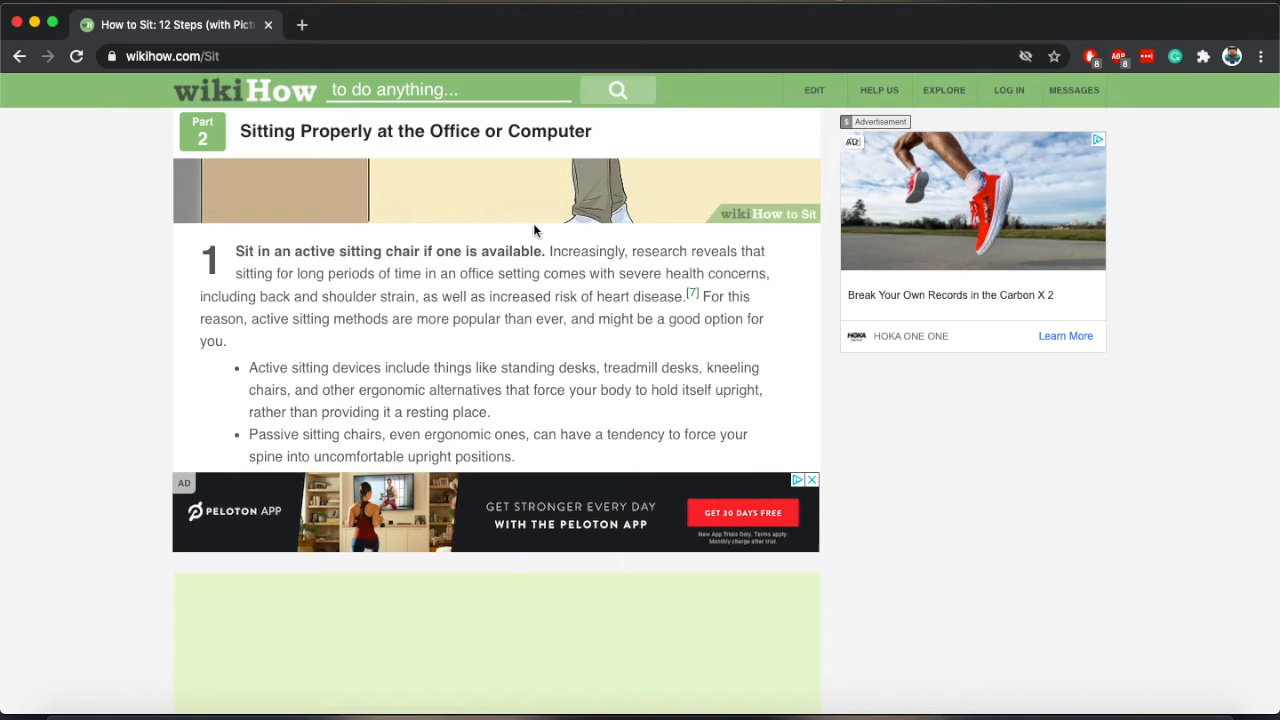 How to Sit: 12 Steps (with Pict
wikihow.com/Sit
8
ABP
8
wikiHow
to do anything...
EDIT
HELP US
EXPLORE
LOG IN
MESSAGES
Part
2
Sitting Properly at the Office or Computer
wikiHow to Sit
1
Sit in an active sitting chair if one is available. Increasingly, research reveals that
sitting for long periods of time in an office setting comes with severe health concerns,
including back and shoulder strain, as well as increased risk of heart disease.[7] For this
reason, active sitting methods are more popular than ever, and might be a good option for
you.
• Active sitting devices include things like standing desks, treadmill desks, kneeling
chairs, and other ergonomic alternatives that force your body to hold itself upright,
rather than providing it a resting place.
• Passive sitting chairs, even ergonomic ones, can have a tendency to force your
spine into uncomfortable upright positions.
AD
PELOTON APP
GET STRONGER EVERY DAY
WITH THE PELOTON APP
GET 30 DAYS FREE
New App Trials Only. Terms apply.
Monthly charge after trial.
$ Advertisement
AD
Break Your Own Records in the Carbon X 2
HOKA
HOKA ONE ONE
Learn More